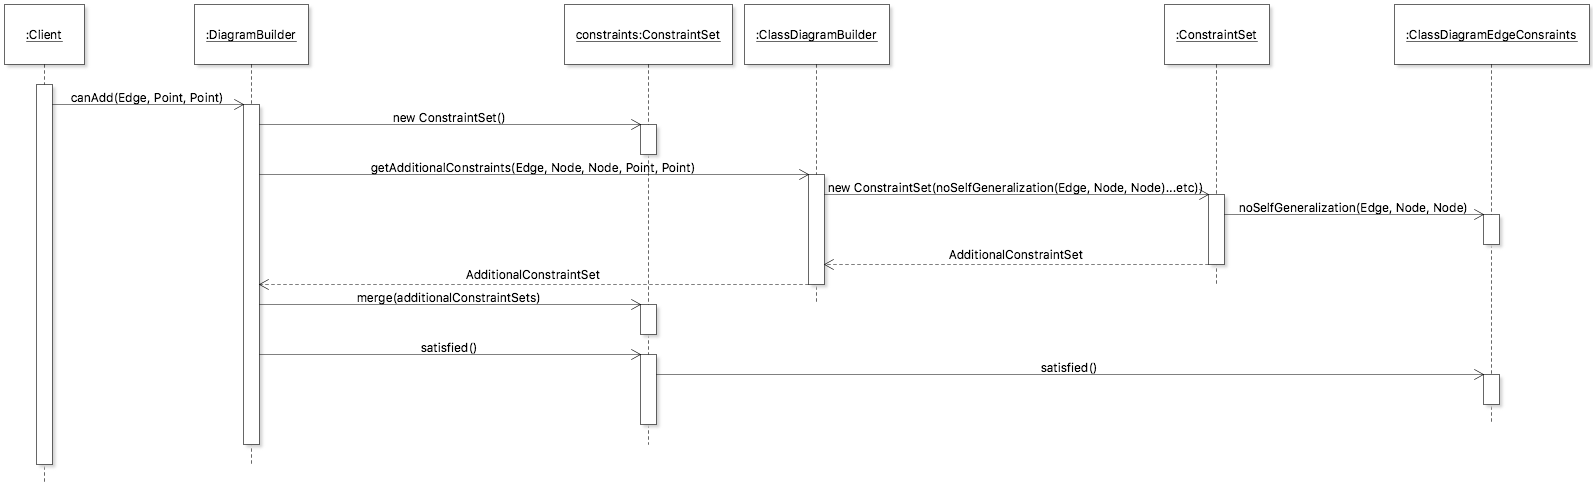 :Client
:DiagramBuilder
constraints:ConstraintSet
:ClassDiagramBuilder
:ConstraintSet
:ClassDiagramEdgeConsraints
canAdd(Edge, Point, Point)
new ConstraintSet()
getAdditionalConstraints(Edge, Node, Node, Point, Point)
new ConstraintSet(noSelfGeneralization(Edge, Node, Node)...etc))
noSelfGeneralization(Edge, Node, Node)
AdditionalConstraintSet
AdditionalConstraintSet
merge(additionalConstraintSets)
satisfied()
satisfied()